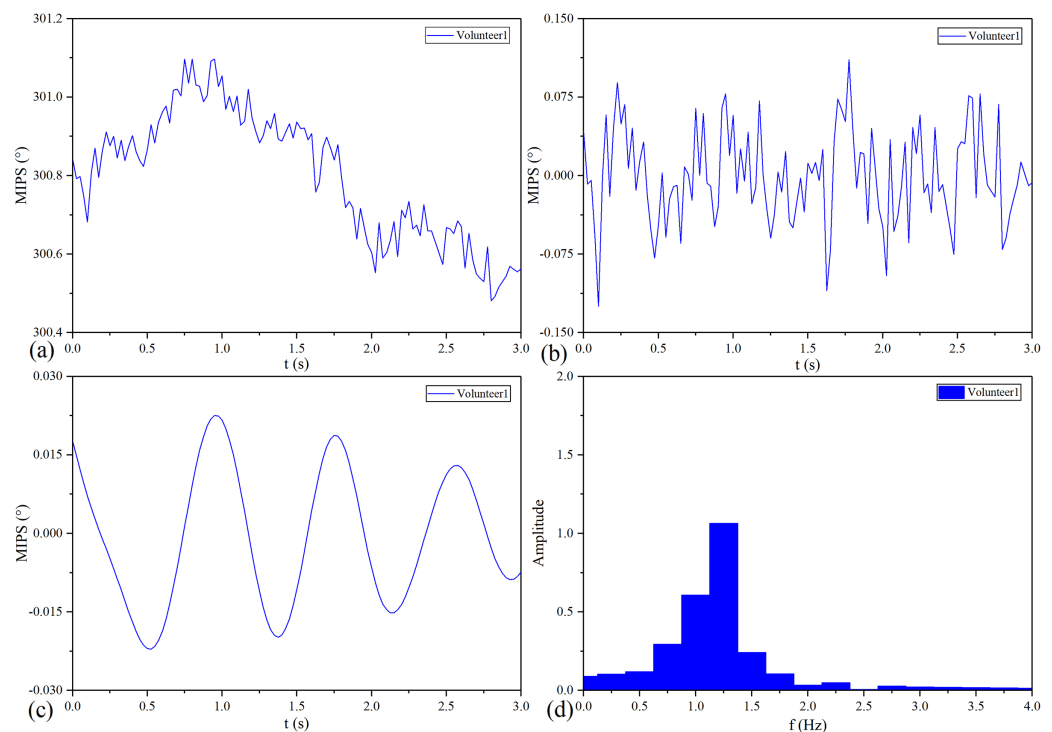 301.2
301.0
300.8
300.6
300.4
MIPS (°)
Volunteer1
0.0 0.5 1.0 1.5 2.0 2.5 3.0
t (s)
(a)
0.150
0.075
0.000
-0.075
-0.150
MIPS (°)
Volunteer1
0.0 0.5 1.0 1.5 2.0 2.5 3.0
t (s)
(b)
0.030
0.015
0.000
-0.015
-0.030
MIPS (°)
Volunteer1
0.0 0.5 1.0 1.5 2.0 2.5 3.0
t (s)
(c)
2.0
1.5
1.0
0.5
0.0
Amplitude
Volunteer1
0.0 0.5 1.0 1.5 2.0 2.5 3.0 3.5 4.0
f (Hz)
(d)